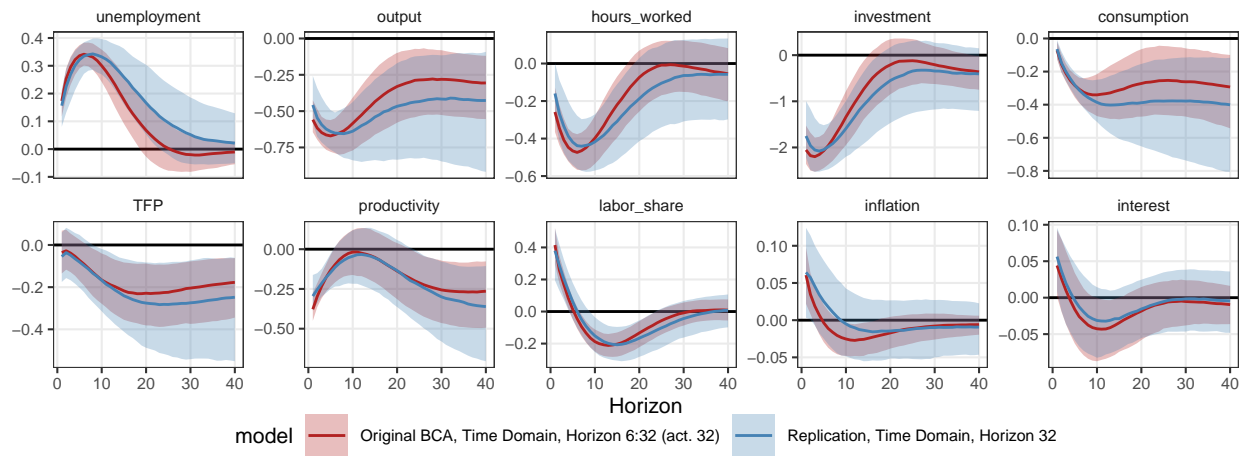 unemployment output hours_worked investment consumption
0.4 0.00 0.0 0 0.0
0.3 −0.25 −0.2 −1 −0.2
0.2 −0.50 −0.4 −2 −0.4
0.1 −0.75 −0.6 −0.6
0.0 −0.8
−0.1
TFP productivity labor_share inflation interest
0.0 0.00 0.4 0.10 0.10
−0.2 −0.25 0.2 0.05 0.05
−0.4 −0.50 0.0 0.00 0.00
−0.2 −0.05 −0.05
0 10 20 30 40 0 10 20 30 40 0 10 20 30 40 0 10 20 30 40 0 10 20 30 40
Horizon
model Original BCA, Time Domain, Horizon 6:32 (act. 32) Replication, Time Domain, Horizon 32